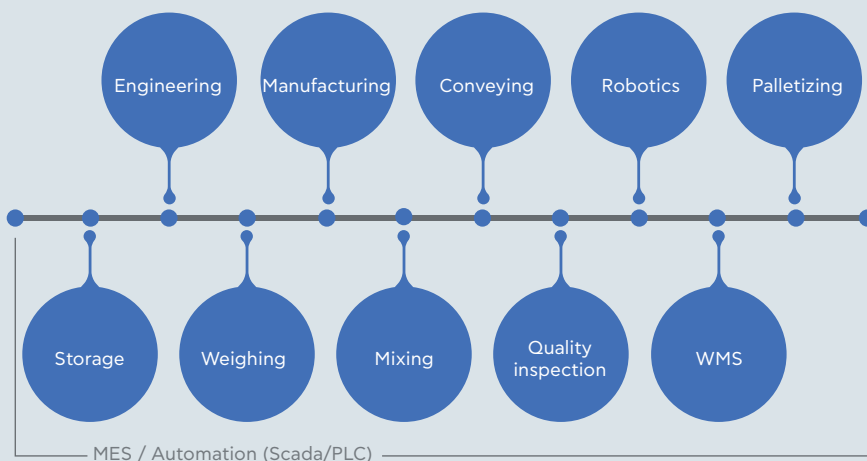 Engineering
Manufacturing
Conveying
Robotics
Palletizing
Storage
Weighing
Mixing
Quality
inspection
WMS
MES / Automation (Scada/PLC)